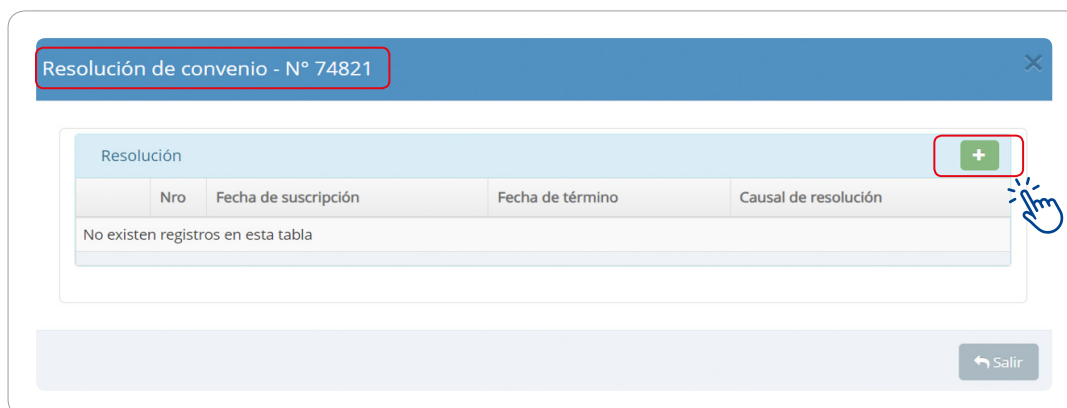 Resolución de convenio - N° 74821
Resolución
Nro Fecha de suscripción Fecha de término Causal de resolución
No existen registros en esta tabla
Salir